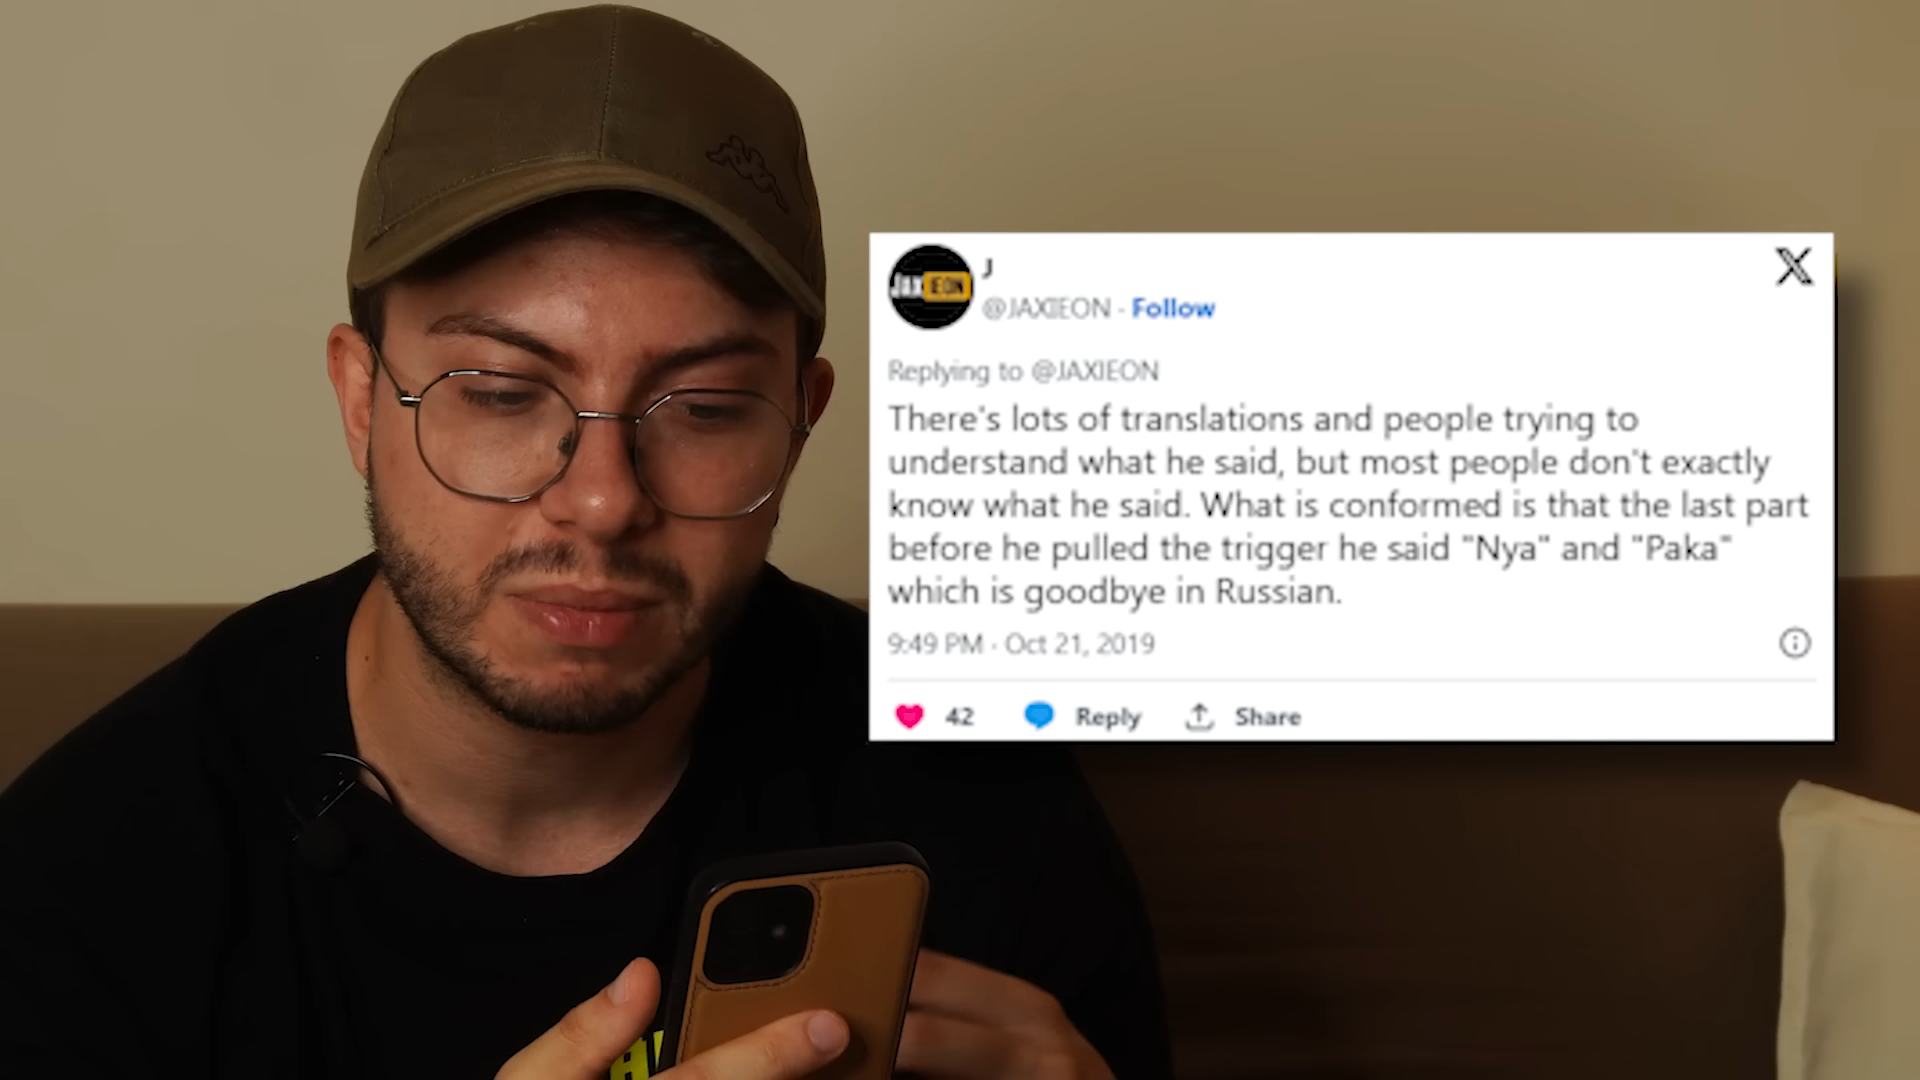 JAXIEON
J
@JAXIEON · Follow
Replying to @JAXIEON
There's lots of translations and people trying to
understand what he said, but most people don't exactly
know what he said. What is conformed is that the last part
before he pulled the trigger he said "Nya" and "Paka"
which is goodbye in Russian.
9:49 PM · Oct 21, 2019
42 Reply Share